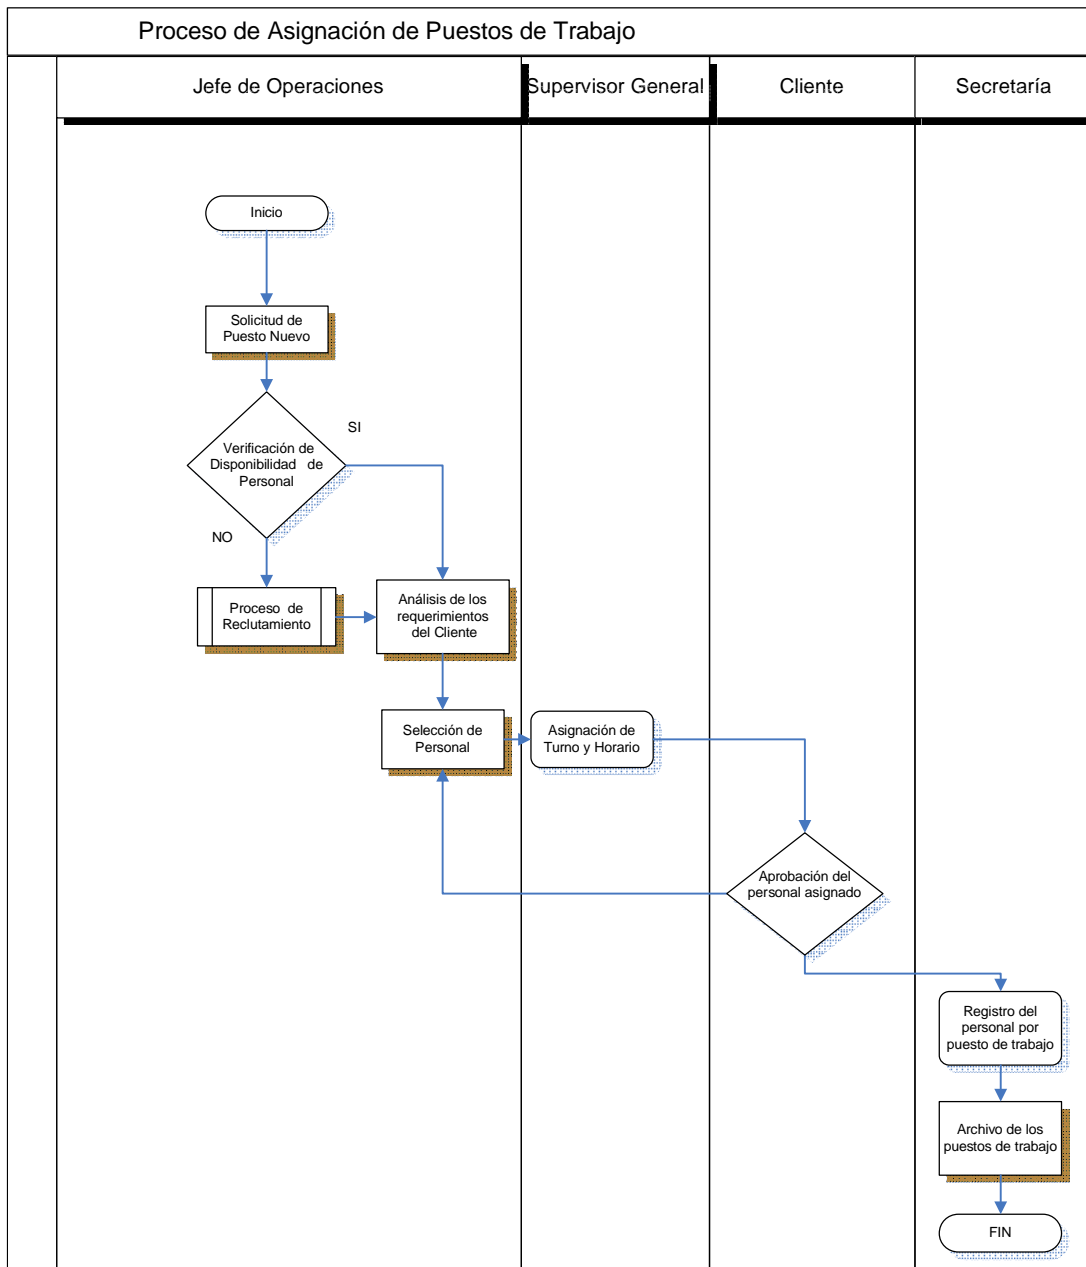 Proceso de Asignación de Puestos de Trabajo
Jefe de Operaciones
Supervisor General
Cliente
Secretaría
Inicio
Solicitud de
Puesto Nuevo
Verificación de
Disponibilidad de
Personal
SI
NO
Proceso de
Reclutamiento
Análisis de los
requerimientos
del Cliente
Selección de
Personal
Asignación de
Turno y Horario
Aprobación del
personal asignado
Registro del
personal por
puesto de trabajo
Archivo de los
puestos de trabajo
FIN